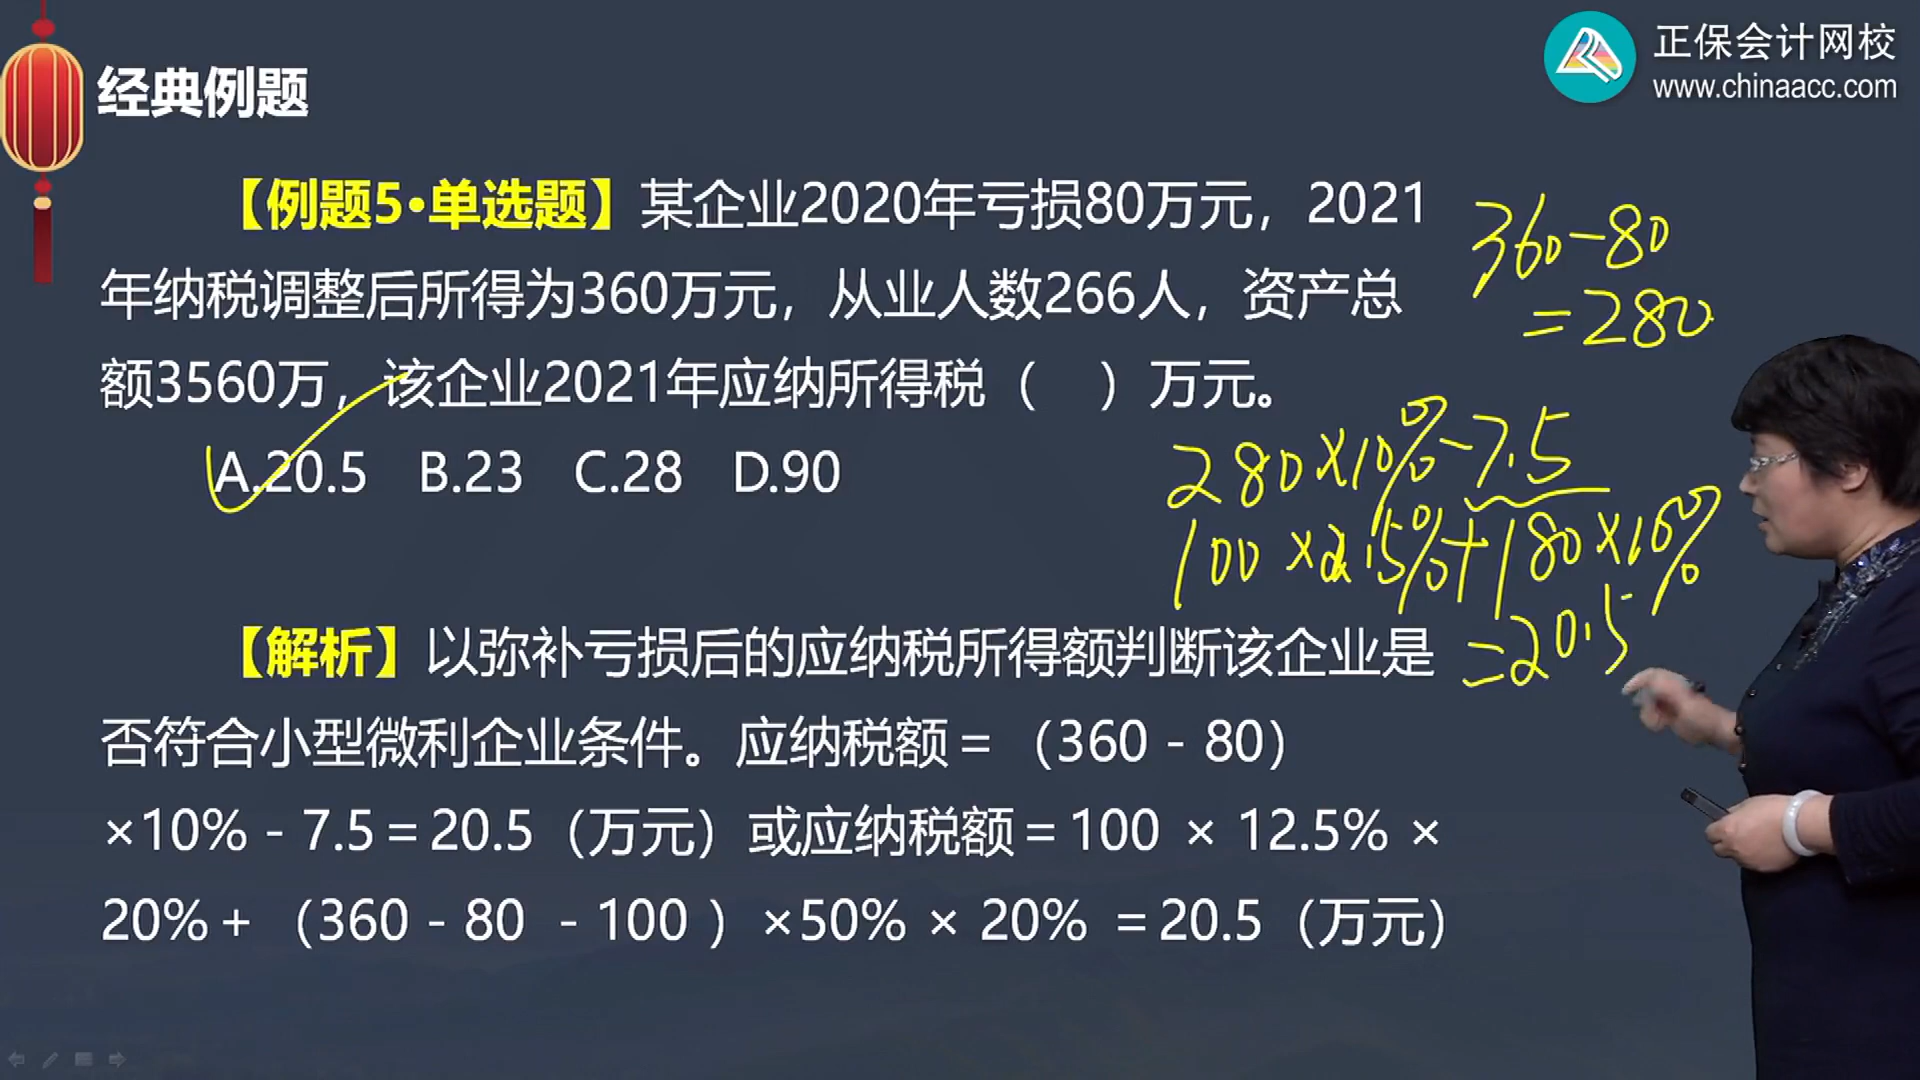 正保会计网校
www.chinaacc.com
经典例题
【例题5·单选题】某企业2020年亏损80万元，2021
年纳税调整后所得为360万元，从业人数266人，资产总
额3560万，该企业2021年应纳所得税（　）万元。
A.20.5 B.23 C.28 D.90
360-80
=280
280×10%-7.5
100×2.5%+180×10%
=20.5
【解析】以弥补亏损后的应纳税所得额判断该企业是
否符合小型微利企业条件。应纳税额＝（360－80）
×10%－7.5＝20.5（万元）或应纳税额＝100 × 12.5% ×
20%＋（360－80 －100 ）×50% × 20% ＝20.5（万元）